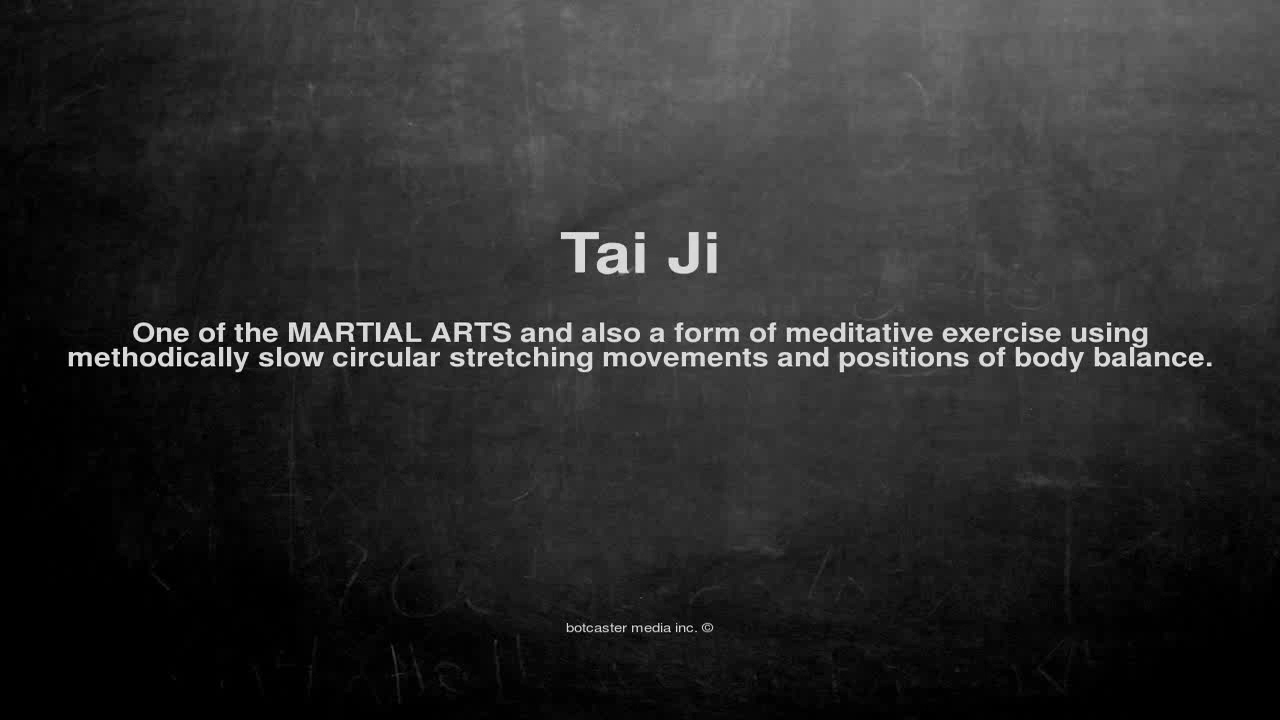 Tai Ji
One of the MARTIAL ARTS and also a form of meditative exercise using
methodically slow circular stretching movements and positions of body balance.
botcaster media inc. ©